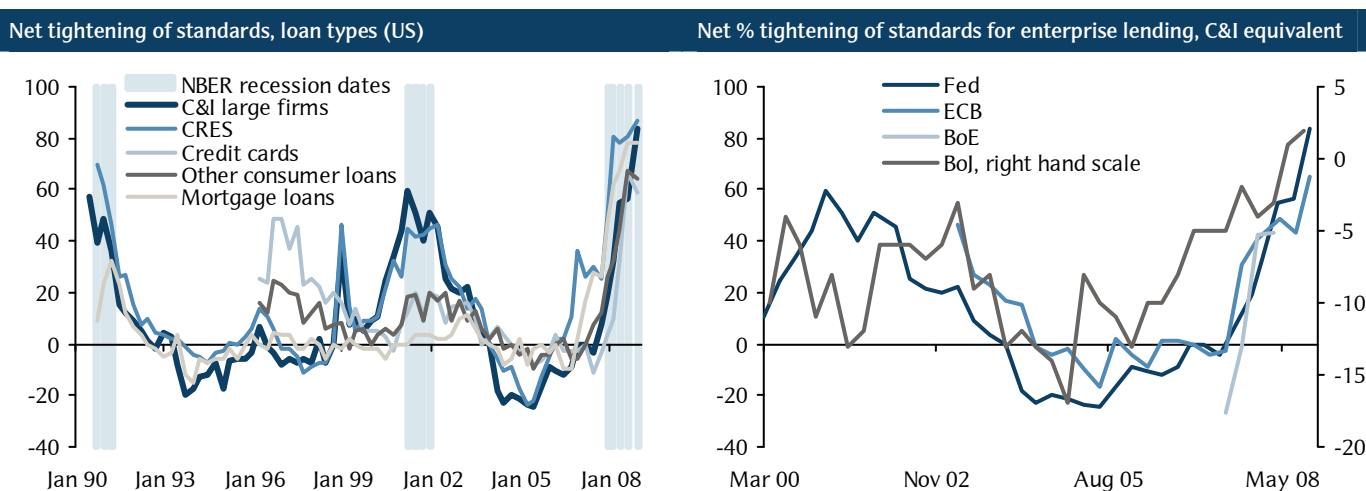 Net tightening of standards, loan types (US)
NBER recession dates
C&I large firms
CRES
Credit cards
Other consumer loans
Mortgage loans
100
80
60
40
20
0
-20
-40
Jan 90 Jan 93 Jan 96 Jan 99 Jan 02 Jan 05 Jan 08
Net % tightening of standards for enterprise lending, C&I equivalent
Fed
ECB
BoE
BoJ, right hand scale
100
80
60
40
20
0
-20
-40
5
0
-5
-10
-15
-20
Mar 00 Nov 02 Aug 05 May 08